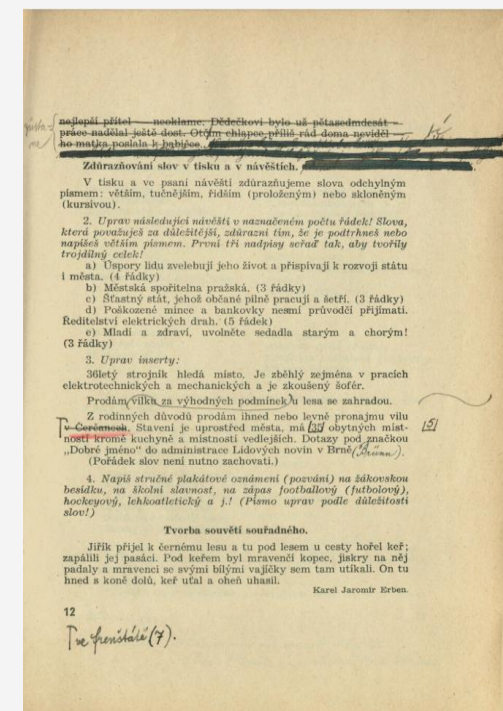 nejlepší přítel — neoklame. Dědečkovi bylo už pětasedmdesát —
práce nadělal ještě dost. Otčím chlapce příliš rád doma neviděl
ho matka poslala k babičce.
Zdůrazňování slov v tisku a v návěštích.
V tisku a ve psaní návěští zdůrazňujeme slova odchylným
písmem: větším, tučnějším, řidším (proloženým) nebo skloněným
(kursivou).
2. Uprav následující návěští v naznačeném počtu řádek! Slova,
která považuješ za důležitější, zdůrazni tím, že je podtrhneš nebo
napíšeš větším písmem. První tři nadpisy seřaď tak, aby tvořily
trojdílný celek!
a) Úspory lidu zvelebují jeho život a přispívají k rozvoji státu
i města. (4 řádky)
b) Městská spořitelna pražská. (3 řádky)
c) Šťastný stát, jehož občané pilně pracují a šetří. (3 řádky)
d) Poškozené mince a bankovky nesmí průvodčí přijímati.
Ředitelství elektrických drah. (5 řádek)
e) Mladí a zdraví, uvolněte sedadla starým a chorým!
(3 řádky)
3. Uprav inserty:
36letý strojník hledá místo. Je zběhlý zejména v pracích
elektrotechnických a mechanických a je zkoušený šofér.
Prodám vilku za výhodných podmínek u lesa se zahradou.
Z rodinných důvodů prodám ihned nebo levně pronajmu vilu
v Čerčanech. Stavení je uprostřed města, má 35 obytných míst- [5]
ností kromě kuchyně a místností vedlejších. Dotazy pod značkou
„Dobré jméno" do administrace Lidových novin v Brně (Brünn).
(Pořádek slov není nutno zachovati.)
4. Napiš stručné plakátové oznámení (pozvání) na žákovskou
besídku, na školní slavnost, na zápas footballový (futbolový),
hockeyový, lehkoatletický a j.! (Písmo uprav podle důležitosti
slov!)
Tvorba souvětí souřadného.
Jiřík přijel k černému lesu a tu pod lesem u cesty hořel keř;
zapálili jej pasáci. Pod keřem byl mravenčí kopec, jiskry na něj
padaly a mravenci se svými bílými vajíčky sem tam utíkali. On tu
hned s koně dolů, keř uťal a oheň uhasil.
Karel Jaromír Erben.
12
ve Frenštátě (7).